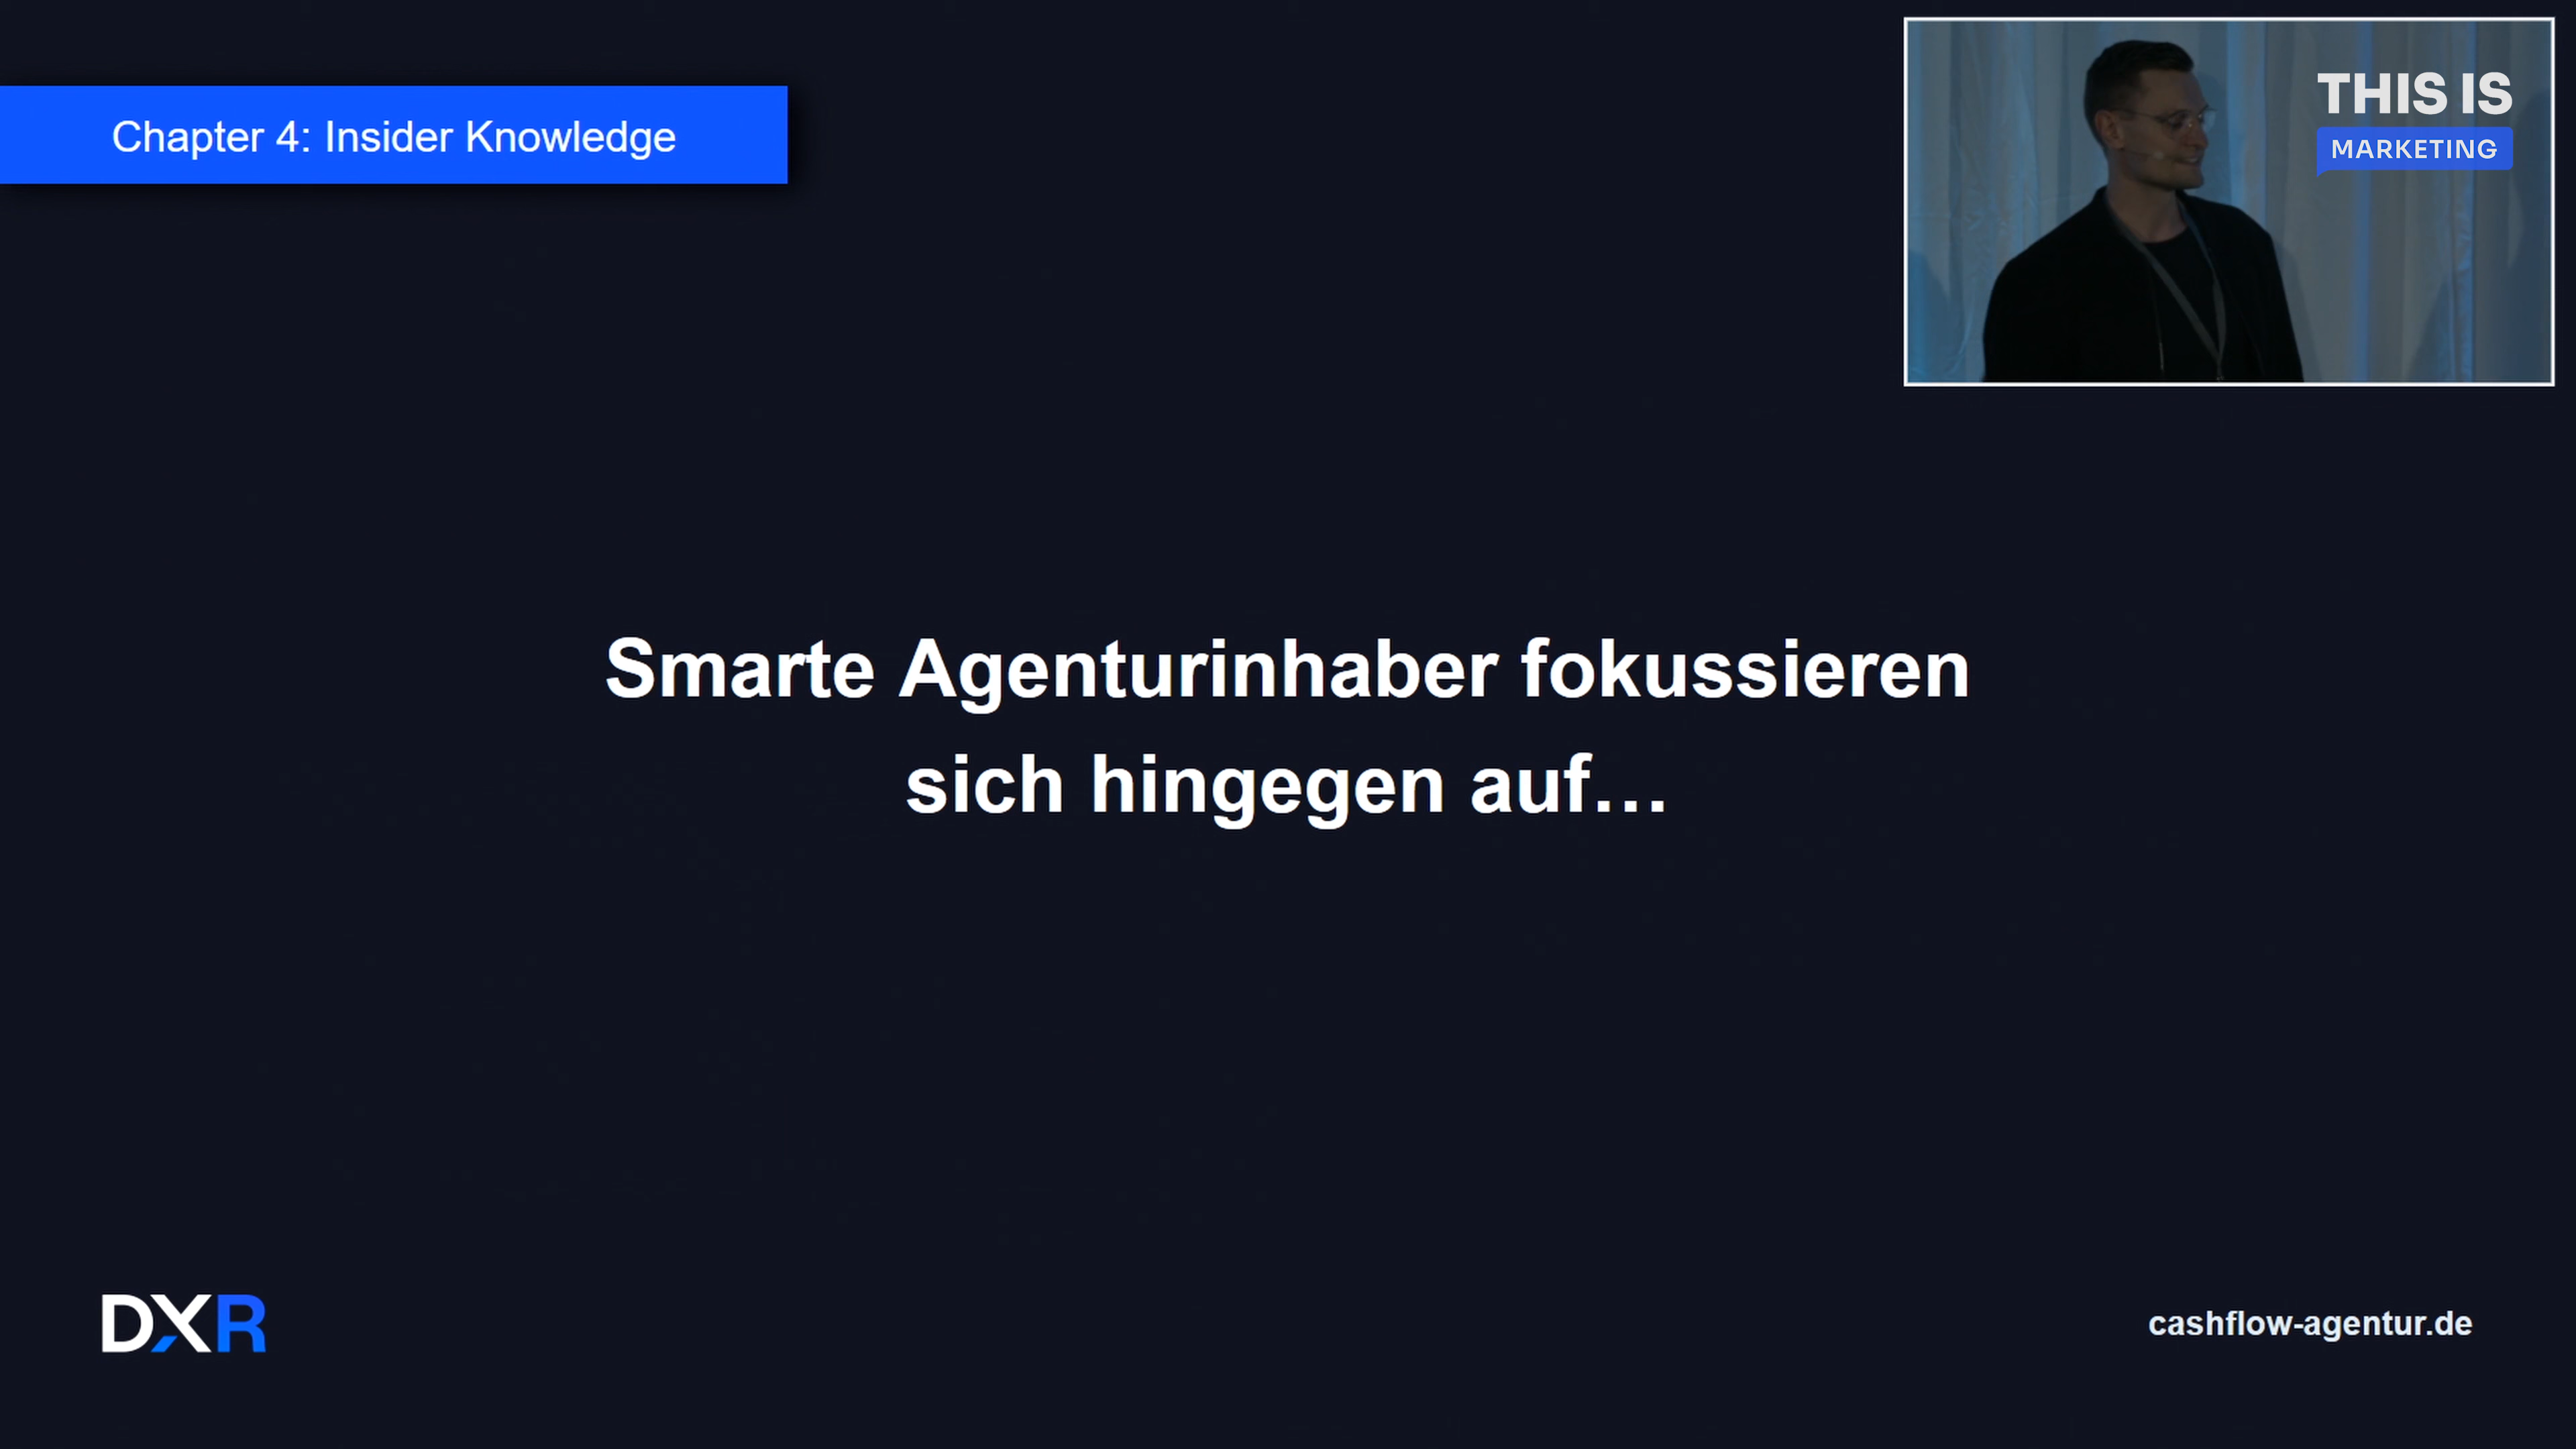 Chapter 4: Insider Knowledge
THIS IS
MARKETING
Smarte Agenturinhaber fokussieren
sich hingegen auf…
DXR
cashflow-agentur.de